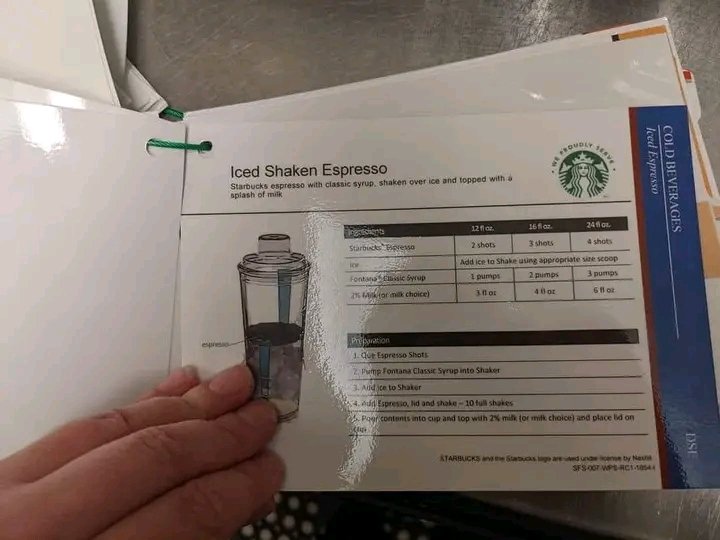 Iced Shaken Espresso
Starbucks espresso with classic syrup, shaken over ice and topped with a
splash of milk
WE PROUDLY SERVE
COLD BEVERAGES
Iced Espresso
Ingredients 12 fl oz. 16 fl oz. 24 fl oz.
Starbucks® Espresso 2 shots 3 shots 4 shots
Ice Add ice to Shake using appropriate size scoop
Fontana® Classic Syrup 1 pumps 2 pumps 3 pumps
2% Milk (or milk choice) 3 fl oz 4 fl oz 6 fl oz
espresso
Preparation
1. Que Espresso Shots
2. Pump Fontana Classic Syrup into Shaker
3. Add ice to Shaker
4. Add Espresso, lid and shake – 10 full shakes
5. Pour contents into cup and top with 2% milk (or milk choice) and place lid on
cup
STARBUCKS and the Starbucks logo are used under license by Nestlé